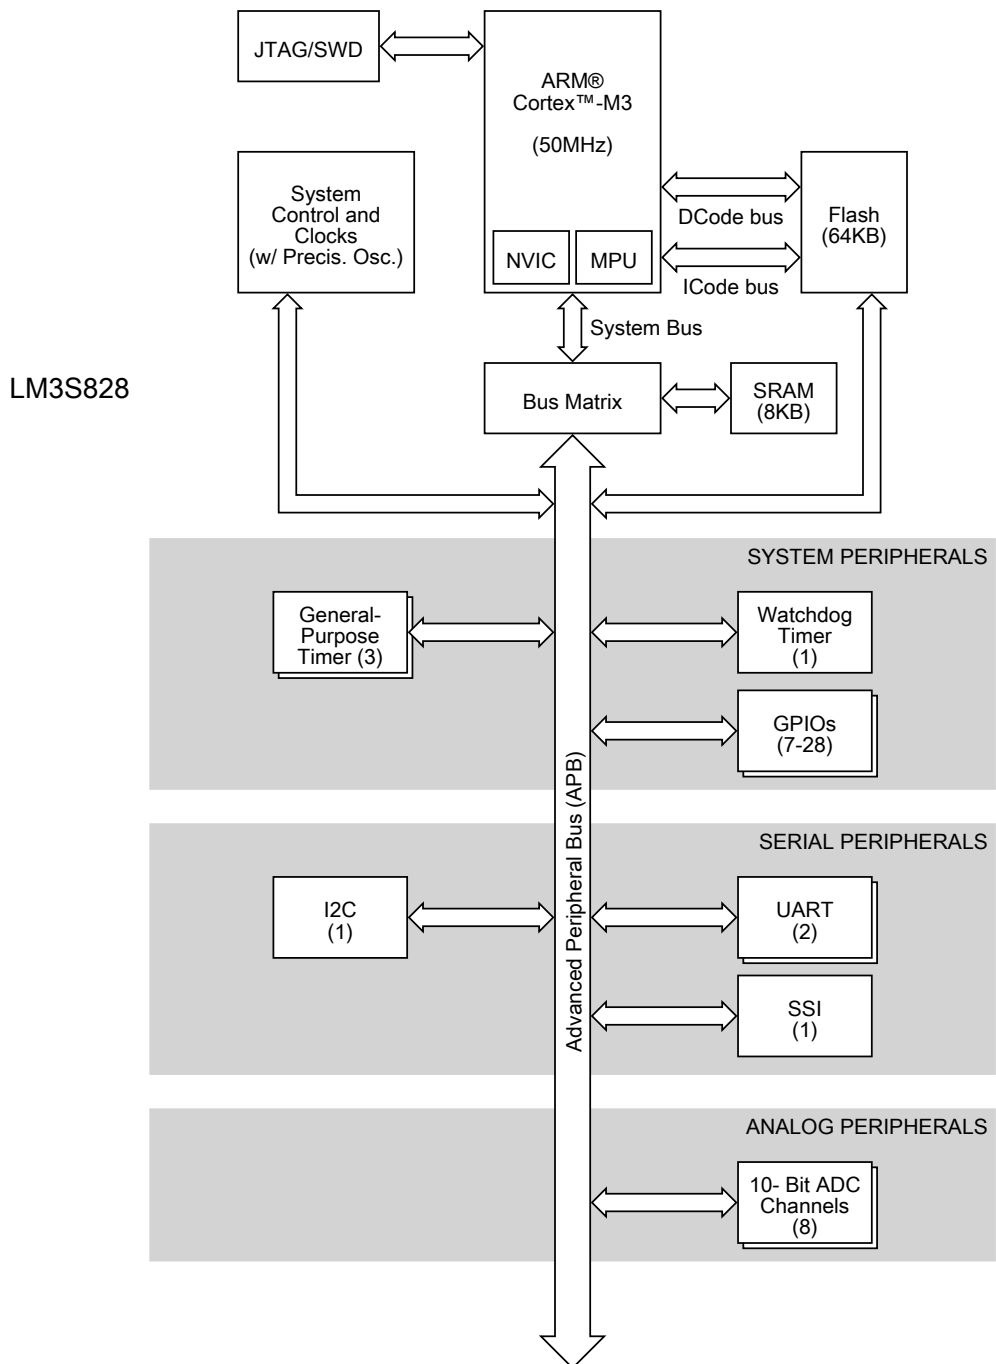 JTAG/SWD
ARM®
Cortex™-M3
(50MHz)
System
Control and
Clocks
(w/ Precis. Osc.)
DCode bus
Flash
(64KB)
NVIC
MPU
ICode bus
System Bus
LM3S828
Bus Matrix
SRAM
(8KB)
SYSTEM PERIPHERALS
General-
Purpose
Timer (3)
Watchdog
Timer
(1)
GPIOs
(7-28)
Advanced Peripheral Bus (APB)
SERIAL PERIPHERALS
I2C
(1)
UART
(2)
SSI
(1)
ANALOG PERIPHERALS
10- Bit ADC
Channels
(8)